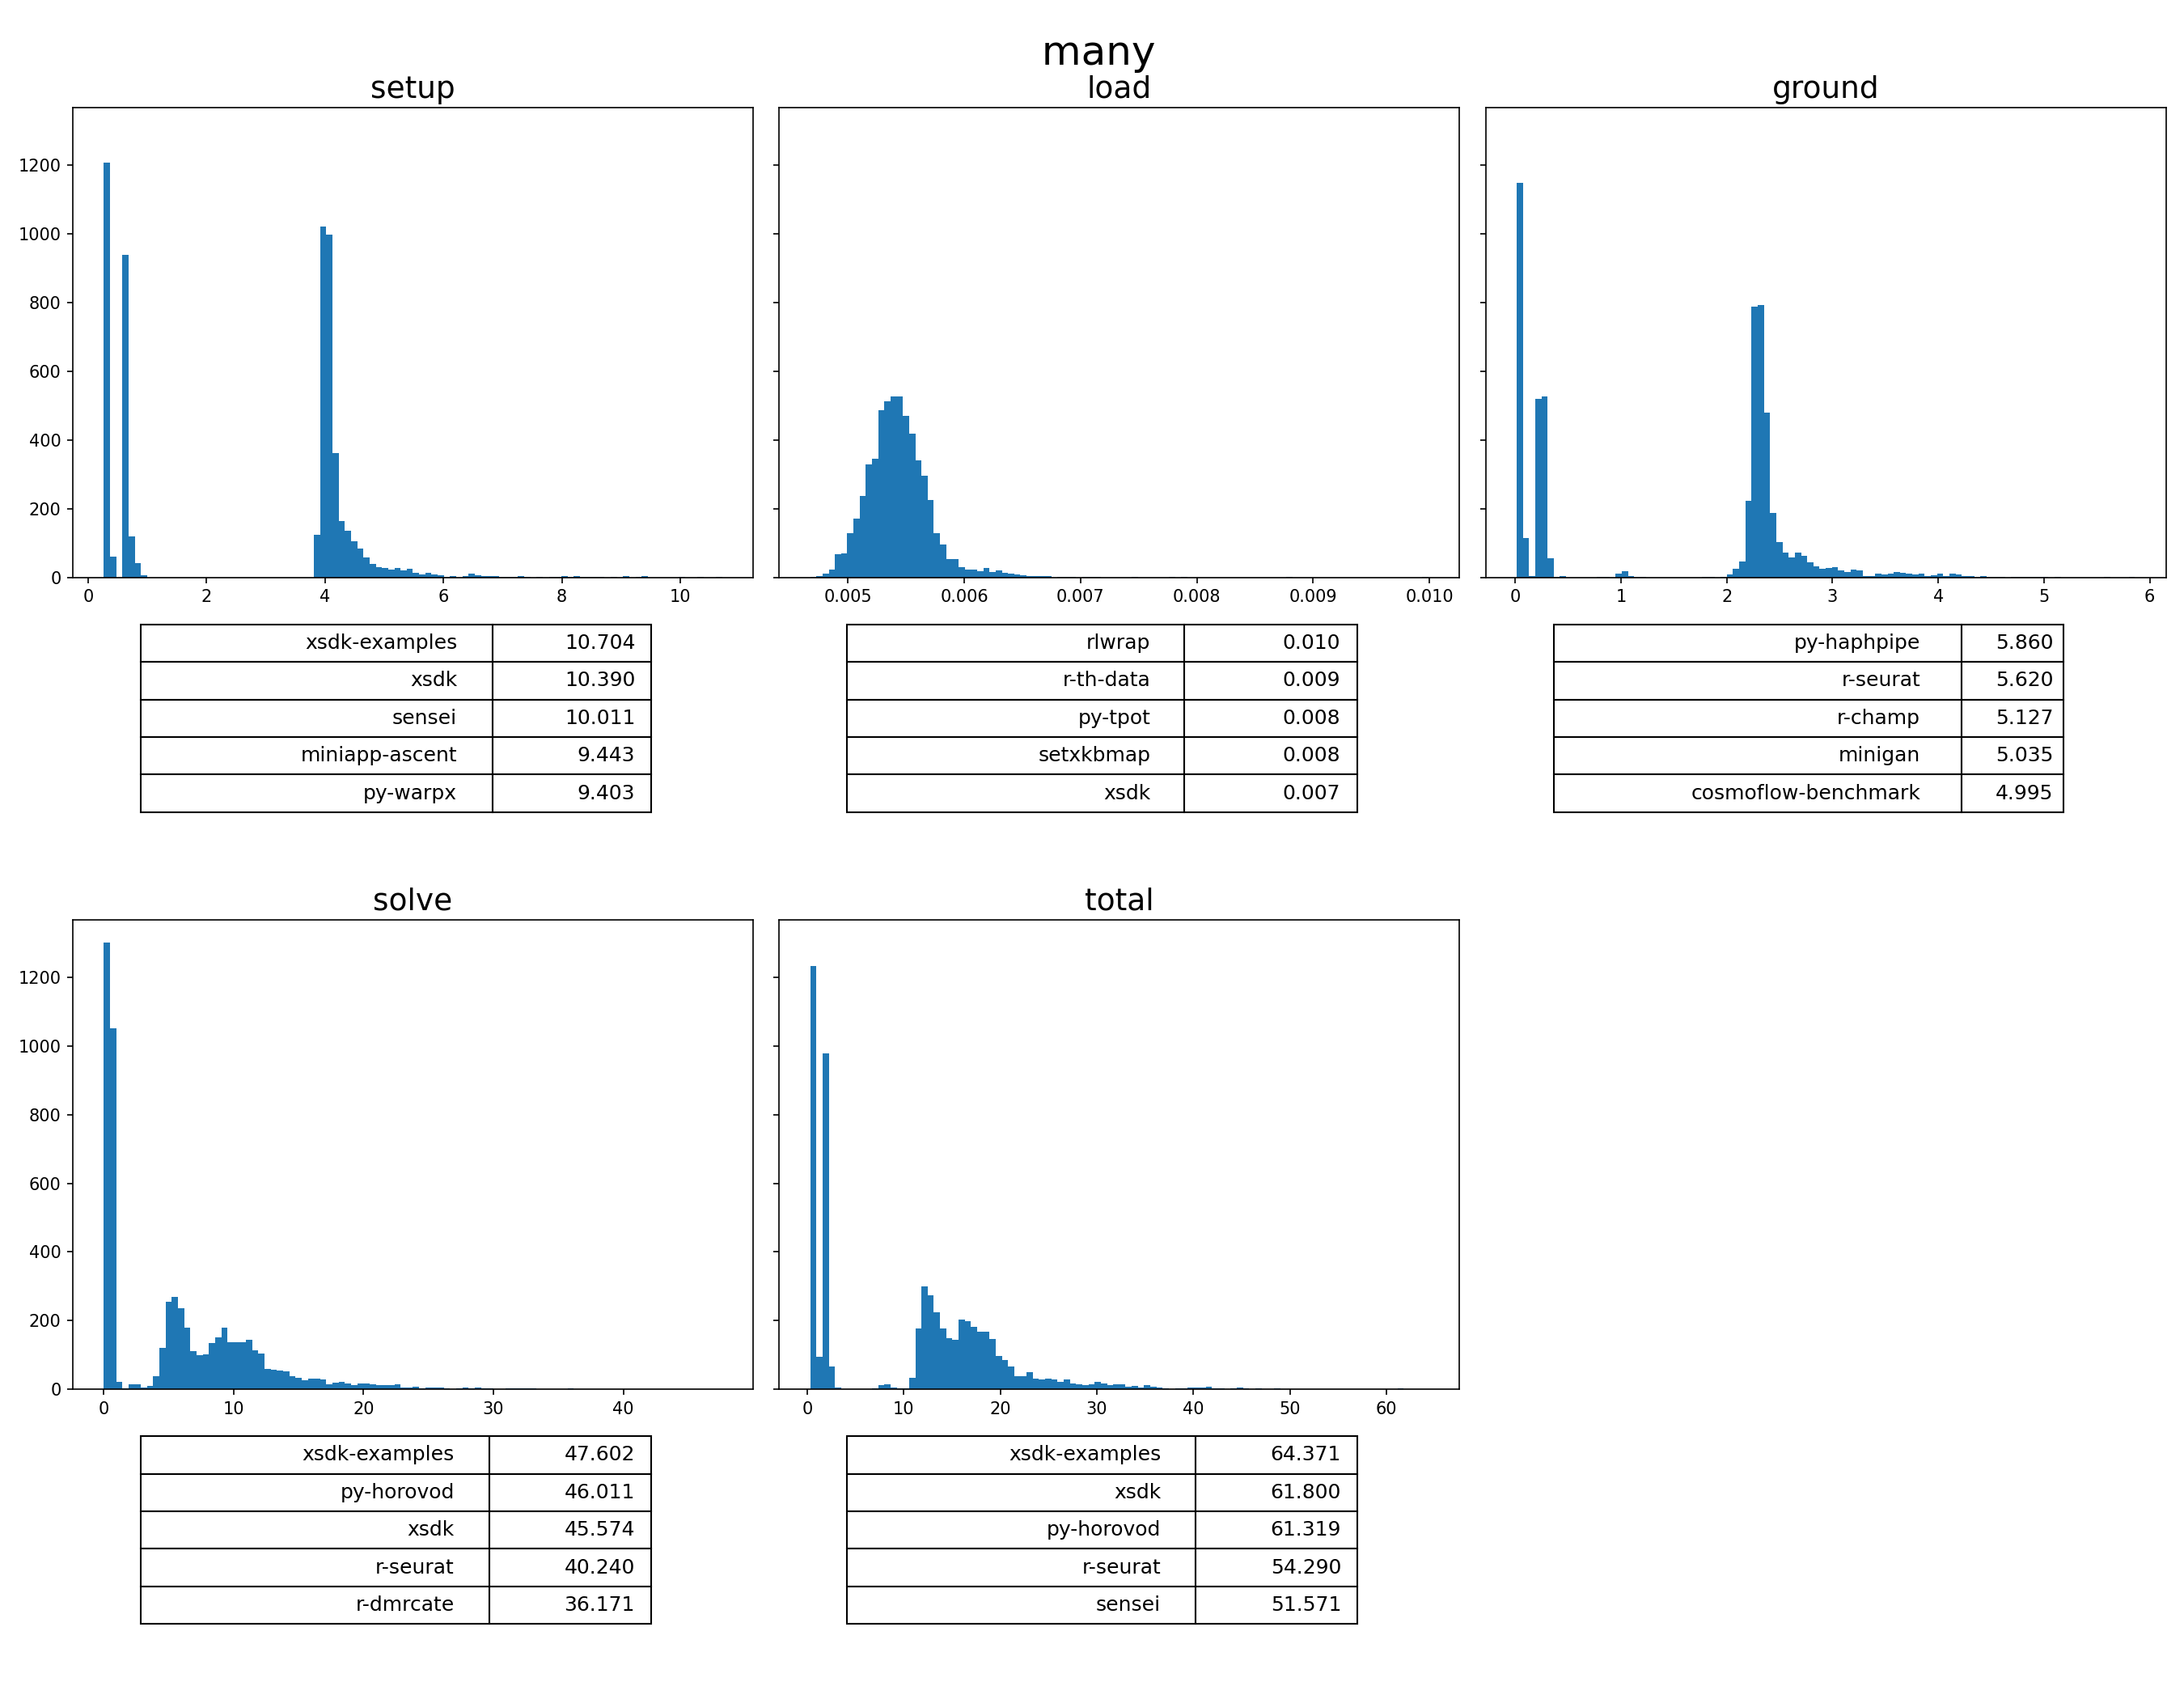 many
setup
load
ground
1200
1000
800
600
400
200
0
0 2 4 6 8 10
0.005 0.006 0.007 0.008 0.009 0.010
0 1 2 3 4 5 6
xsdk-examples 10.704
xsdk 10.390
sensei 10.011
miniapp-ascent 9.443
py-warpx 9.403
rlwrap 0.010
r-th-data 0.009
py-tpot 0.008
setxkbmap 0.008
xsdk 0.007
py-haphpipe 5.860
r-seurat 5.620
r-champ 5.127
minigan 5.035
cosmoflow-benchmark 4.995
solve
total
1200
1000
800
600
400
200
0
0 10 20 30 40
0 10 20 30 40 50 60
xsdk-examples 47.602
py-horovod 46.011
xsdk 45.574
r-seurat 40.240
r-dmrcate 36.171
xsdk-examples 64.371
xsdk 61.800
py-horovod 61.319
r-seurat 54.290
sensei 51.571